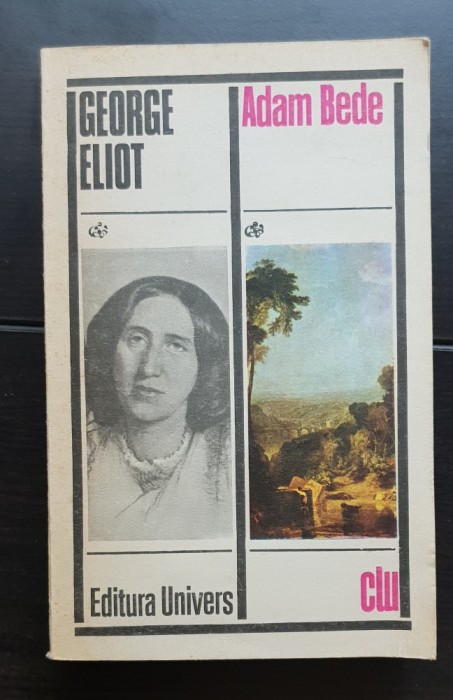 GEORGE
ELIOT
Adam Bede
Editura Univers
clu